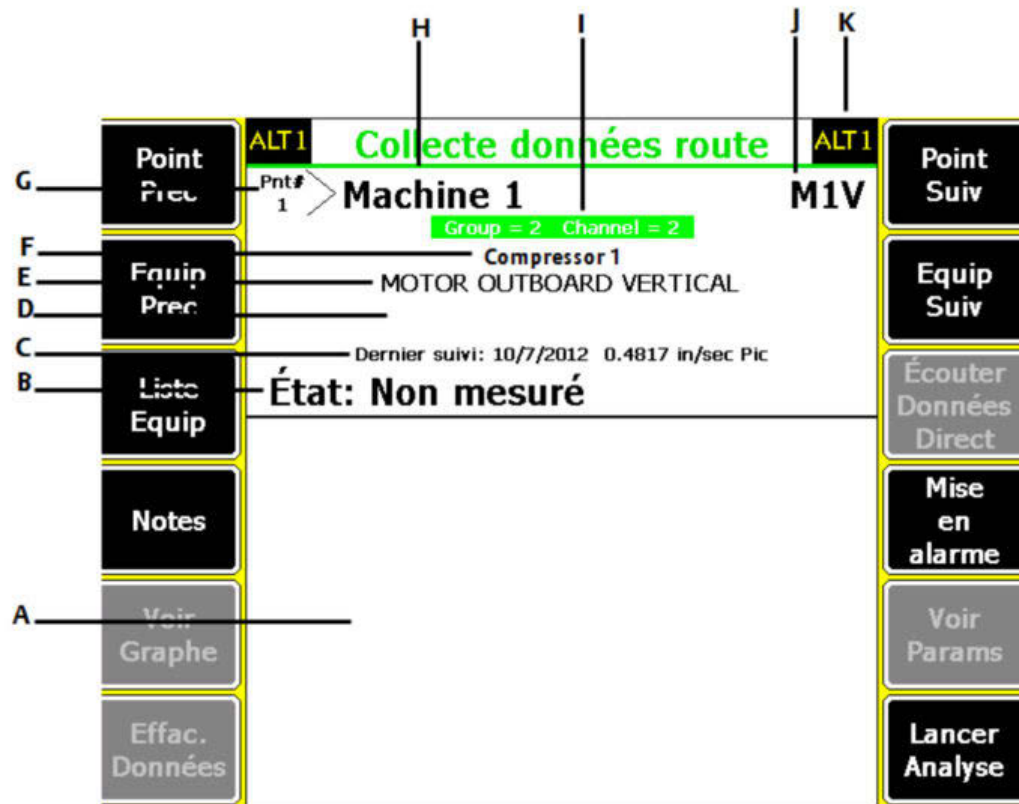 H
I
J
K
ALT1
Collecte données route
ALT1
Point
Prec
Point
Suiv
G
Pnt#
1
Machine 1
M1V
Group = 2 Channel = 2
F
Compressor 1
E
MOTOR OUTBOARD VERTICAL
Equip
Prec
Equip
Suiv
D
C
Dernier suivi: 10/7/2012 0.4817 in/sec Pic
B
État: Non mesuré
Liste
Equip
Écouter
Données
Direct
Notes
Mise
en
alarme
A
Voir
Graphe
Voir
Params
Effac.
Données
Lancer
Analyse